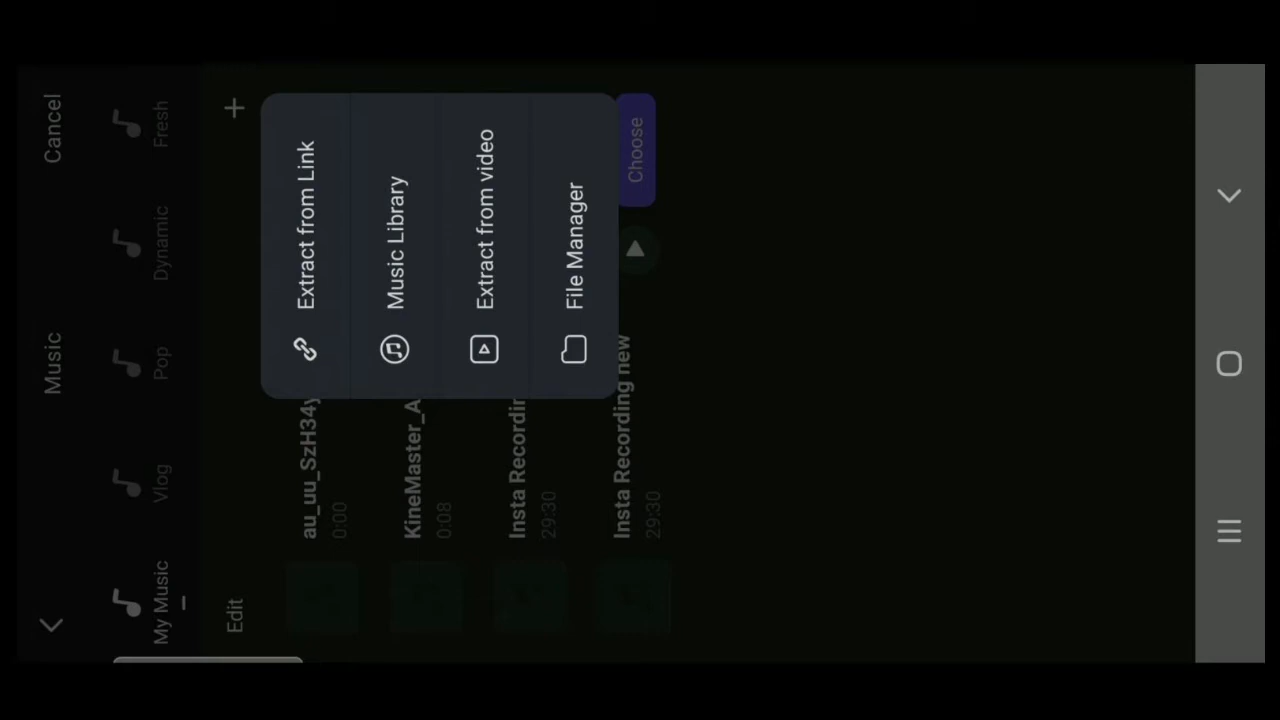 Music
Cancel
My Music
Vlog
Pop
Dynamic
Fresh
Edit
+
Extract from Link
Music Library
Extract from video
File Manager
au_uu_SzH34y
0:00
KineMaster_A
0:08
Insta Recording
29:30
Insta Recording new
29:30
Choose